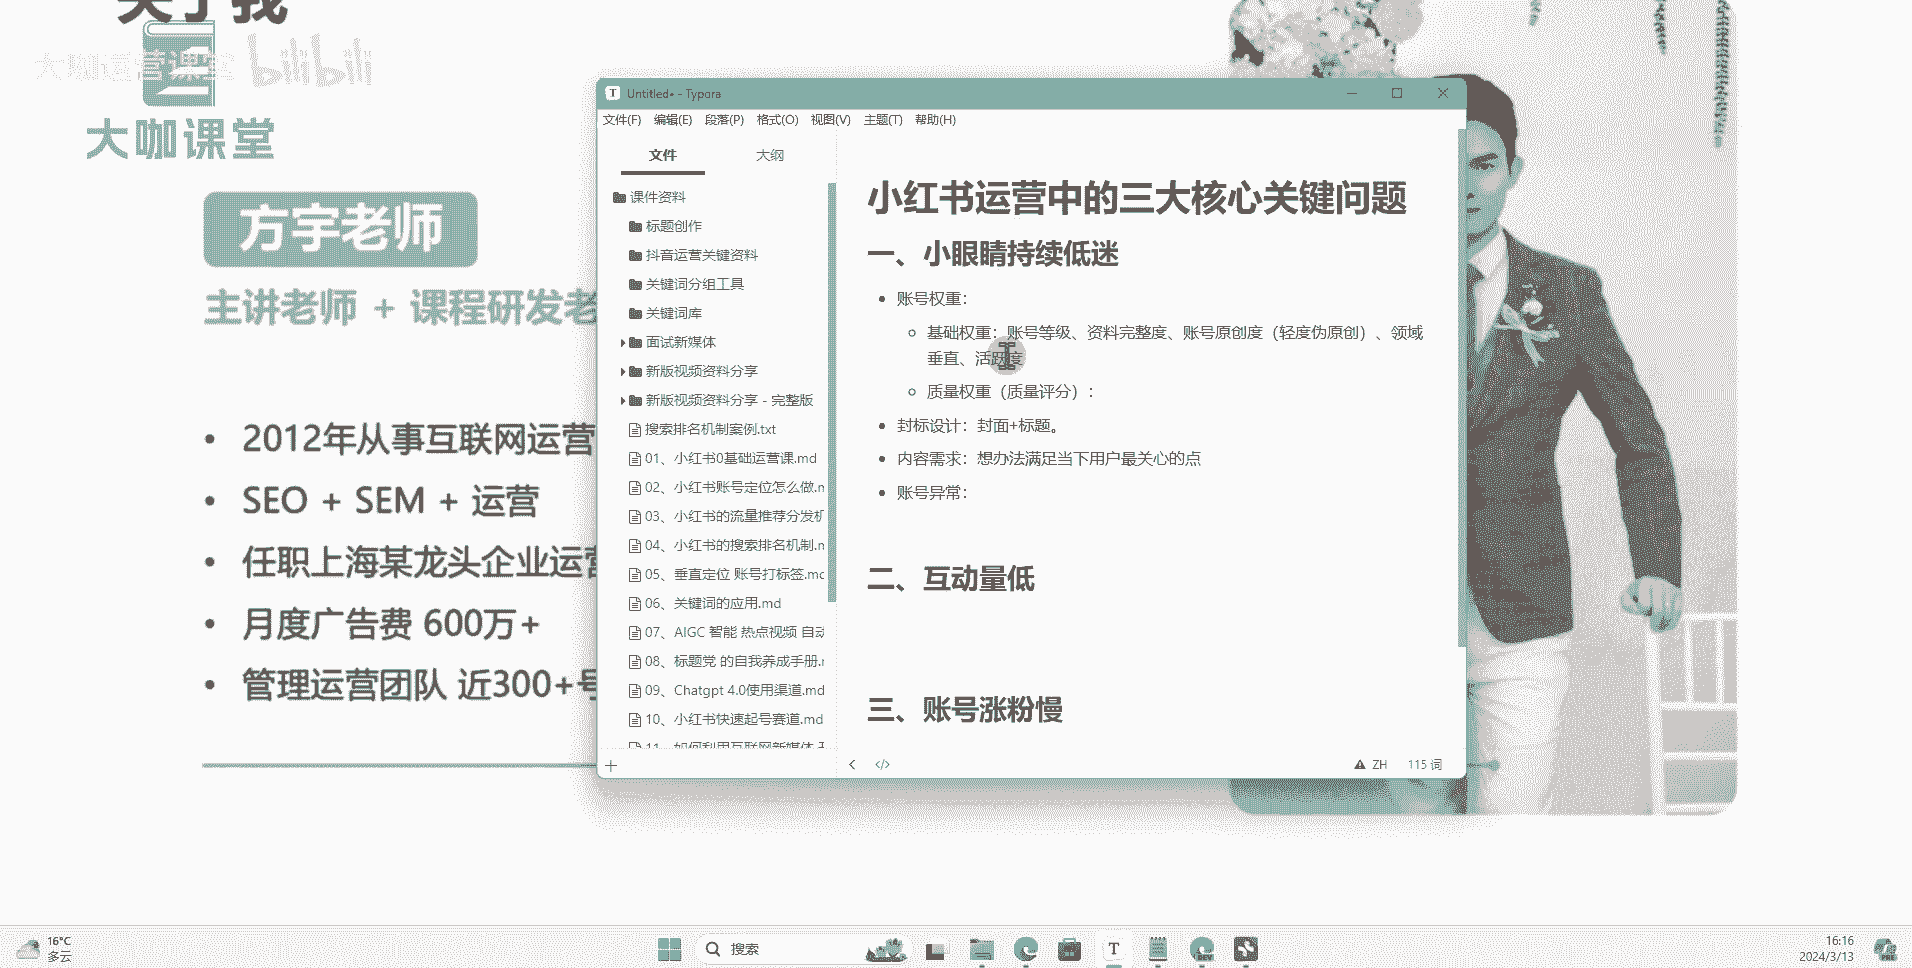 关于我
大咖运营课堂 bilibili
大咖课堂
方宇老师
主讲老师 + 课程研发老
2012年从事互联网运营
SEO + SEM + 运营
任职上海某龙头企业运营
月度广告费 600万+
管理运营团队 近300+号
Untitled• - Typora
文件(F) 编辑(E) 段落(P) 格式(O) 视图(V) 主题(T) 帮助(H)
文件 大纲
课件资料
标题创作
抖音运营关键资料
关键词分组工具
关键词库
面试新媒体
新版视频资料分享
新版视频资料分享 - 完整版
搜索排名机制案例.txt
01、小红书0基础运营课.md
02、小红书账号定位怎么做.m
03、小红书的流量推荐分发机
04、小红书的搜索排名机制.m
05、垂直定位 账号打标签.mc
06、关键词的应用.md
07、AIGC 智能 热点视频 自动
08、标题党 的自我养成手册.m
09、Chatgpt 4.0使用渠道.md
10、小红书快速起号赛道.md
11、如何利用互联网新媒体
小红书运营中的三大核心关键问题
一、小眼睛持续低迷
账号权重：
基础权重：账号等级、资料完整度、账号原创度（轻度伪原创）、领域
垂直、活跃度
质量权重（质量评分）：
封标设计：封面+标题。
内容需求：想办法满足当下用户最关心的点
账号异常：
二、互动量低
三、账号涨粉慢
ZH 115 词
16°C
多云
搜索
16:16
2024/3/13